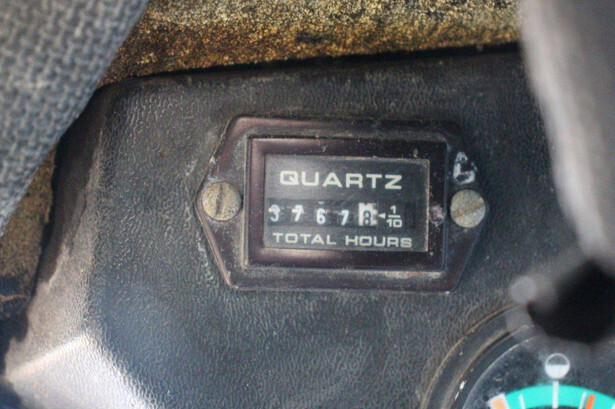 QUARTZ
37678 1/10
TOTAL HOURS